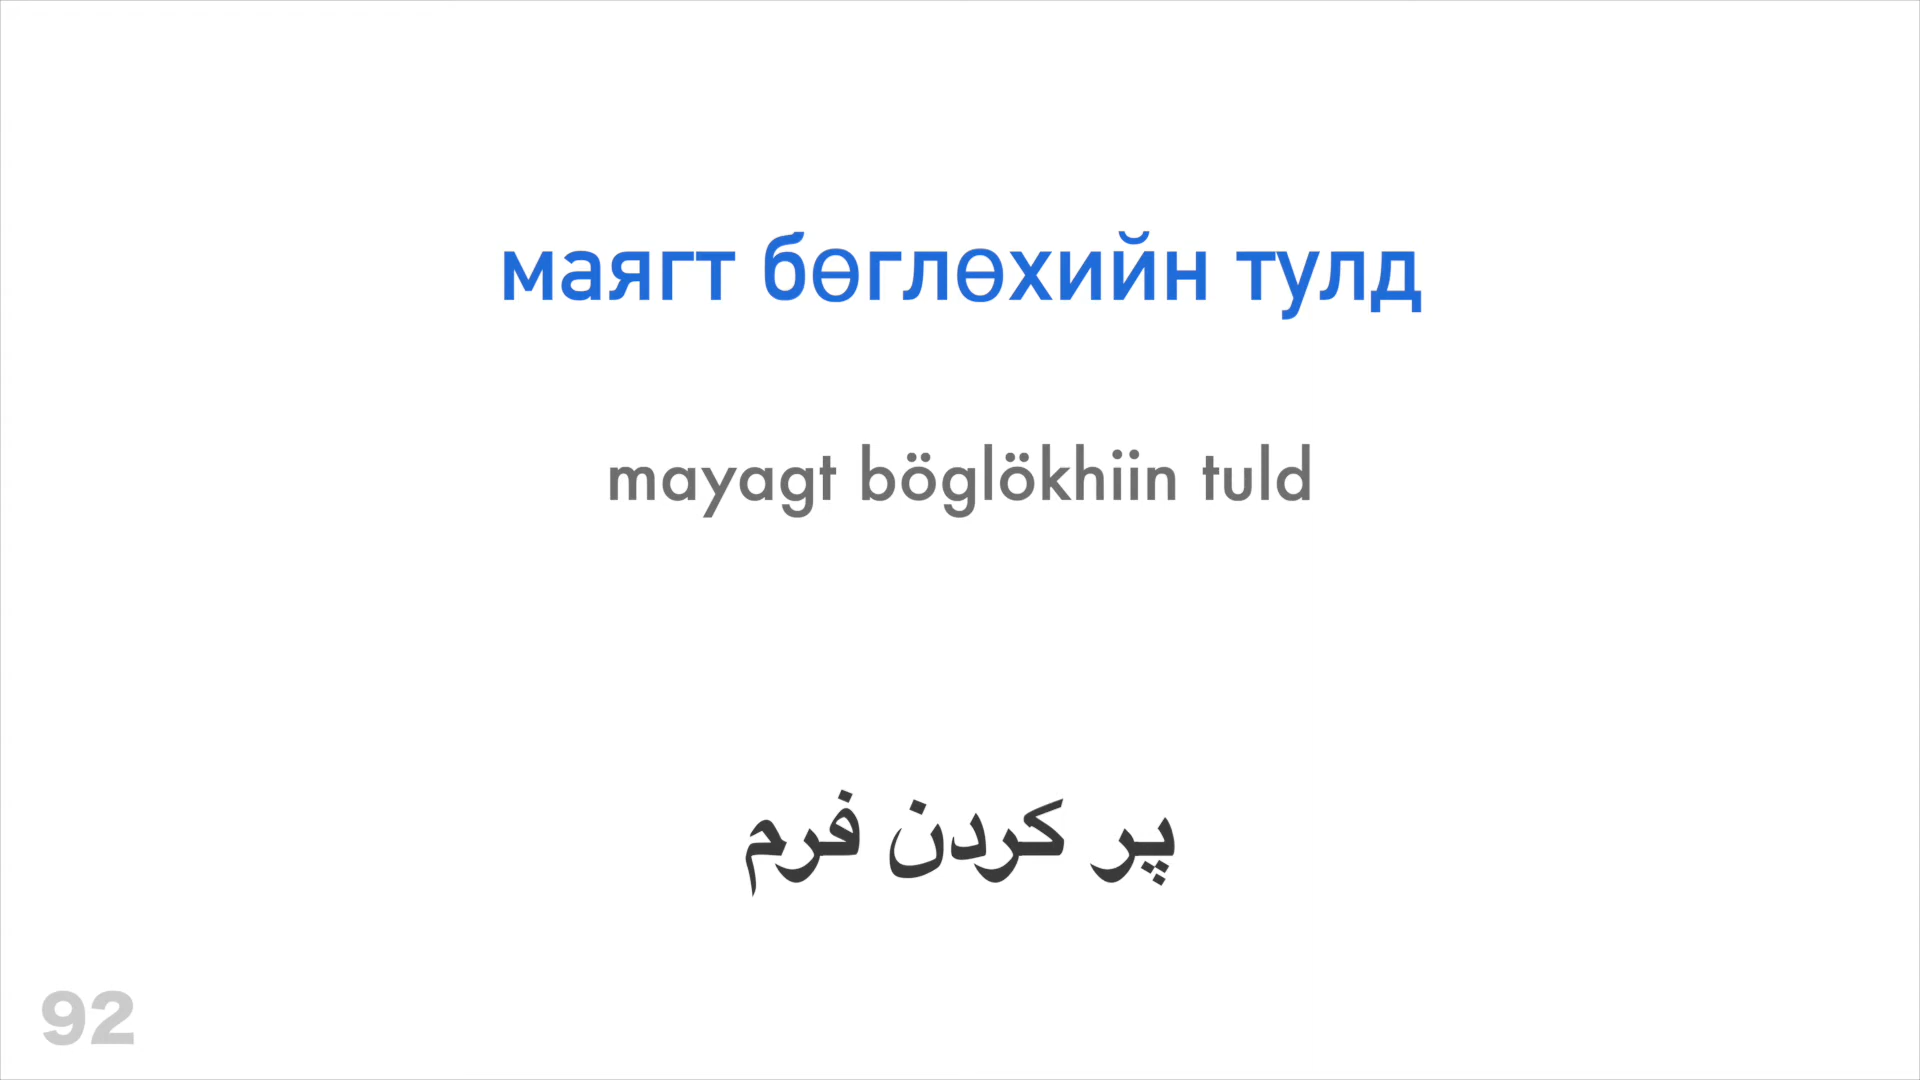 маягт бөглөхийн тулд
mayagt böglökhiin tuld
پر کردن فرم
92